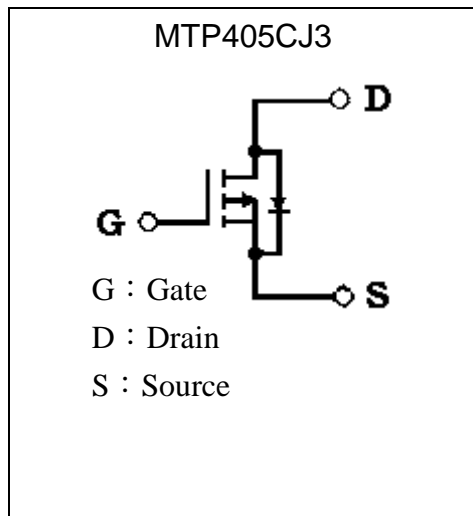 MTP405CJ3
D
G
S
G：Gate
D：Drain
S：Source